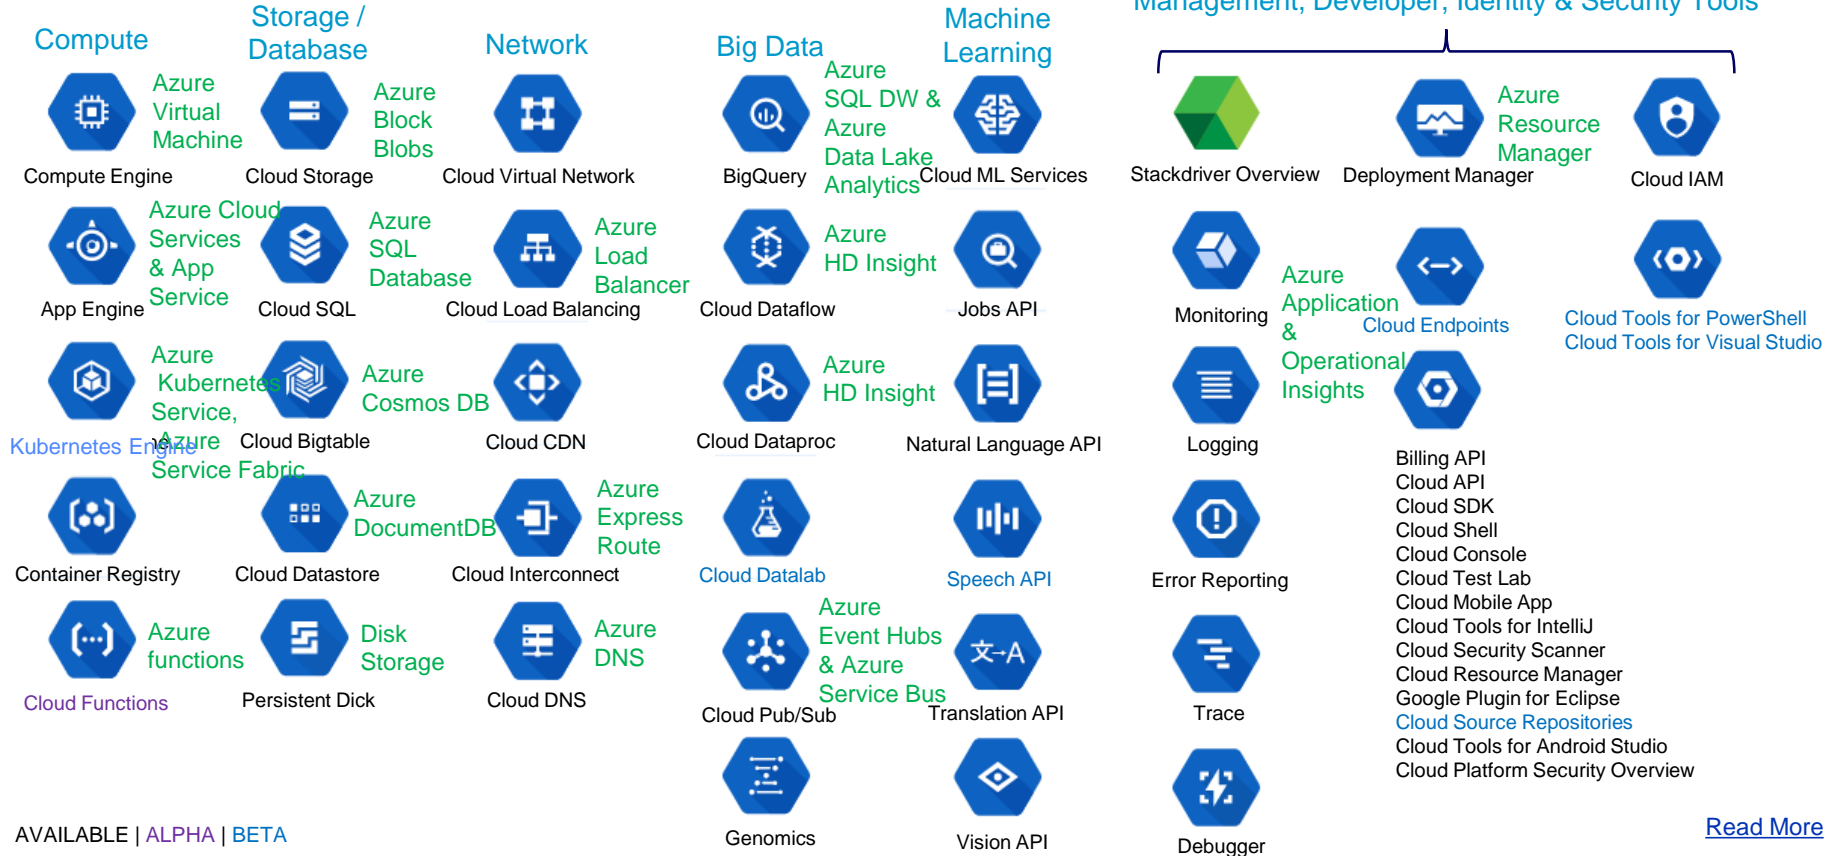 Management, Developer, Identity & Security Tools
Compute
Storage /
Database
Network
Big Data
Machine
Learning
Azure
Virtual
Machine
Compute Engine
Azure Cloud
Services
& App
Service
App Engine
Azure
Kubernetes
Service,
Azure
Service Fabric
Kubernetes Engine
Container Registry
Azure
functions
Cloud Functions
Azure
Block
Blobs
Cloud Storage
Azure
SQL
Database
Cloud SQL
Azure
Cosmos DB
Cloud Bigtable
Azure
DocumentDB
Cloud Datastore
Disk
Storage
Persistent Dick
Cloud Virtual Network
Azure
Load
Balancer
Cloud Load Balancing
Cloud CDN
Azure
Express
Route
Cloud Interconnect
Azure
DNS
Cloud DNS
Azure
SQL DW &
Azure
Data Lake
Analytics
BigQuery
Azure
HD Insight
Cloud Dataflow
Azure
HD Insight
Cloud Dataproc
Cloud Datalab
Azure
Event Hubs
& Azure
Service Bus
Cloud Pub/Sub
Genomics
Cloud ML Services
Jobs API
Natural Language API
Speech API
文→A
Translation API
Vision API
Stackdriver Overview
Monitoring
Azure
Application
&
Operational
Insights
Logging
Error Reporting
Trace
Debugger
Azure
Resource
Manager
Deployment Manager
Cloud Endpoints
Cloud IAM
Cloud Tools for PowerShell
Cloud Tools for Visual Studio
Billing API
Cloud API
Cloud SDK
Cloud Shell
Cloud Console
Cloud Test Lab
Cloud Mobile App
Cloud Tools for IntelliJ
Cloud Security Scanner
Cloud Resource Manager
Google Plugin for Eclipse
Cloud Source Repositories
Cloud Tools for Android Studio
Cloud Platform Security Overview
AVAILABLE | ALPHA | BETA
Read More